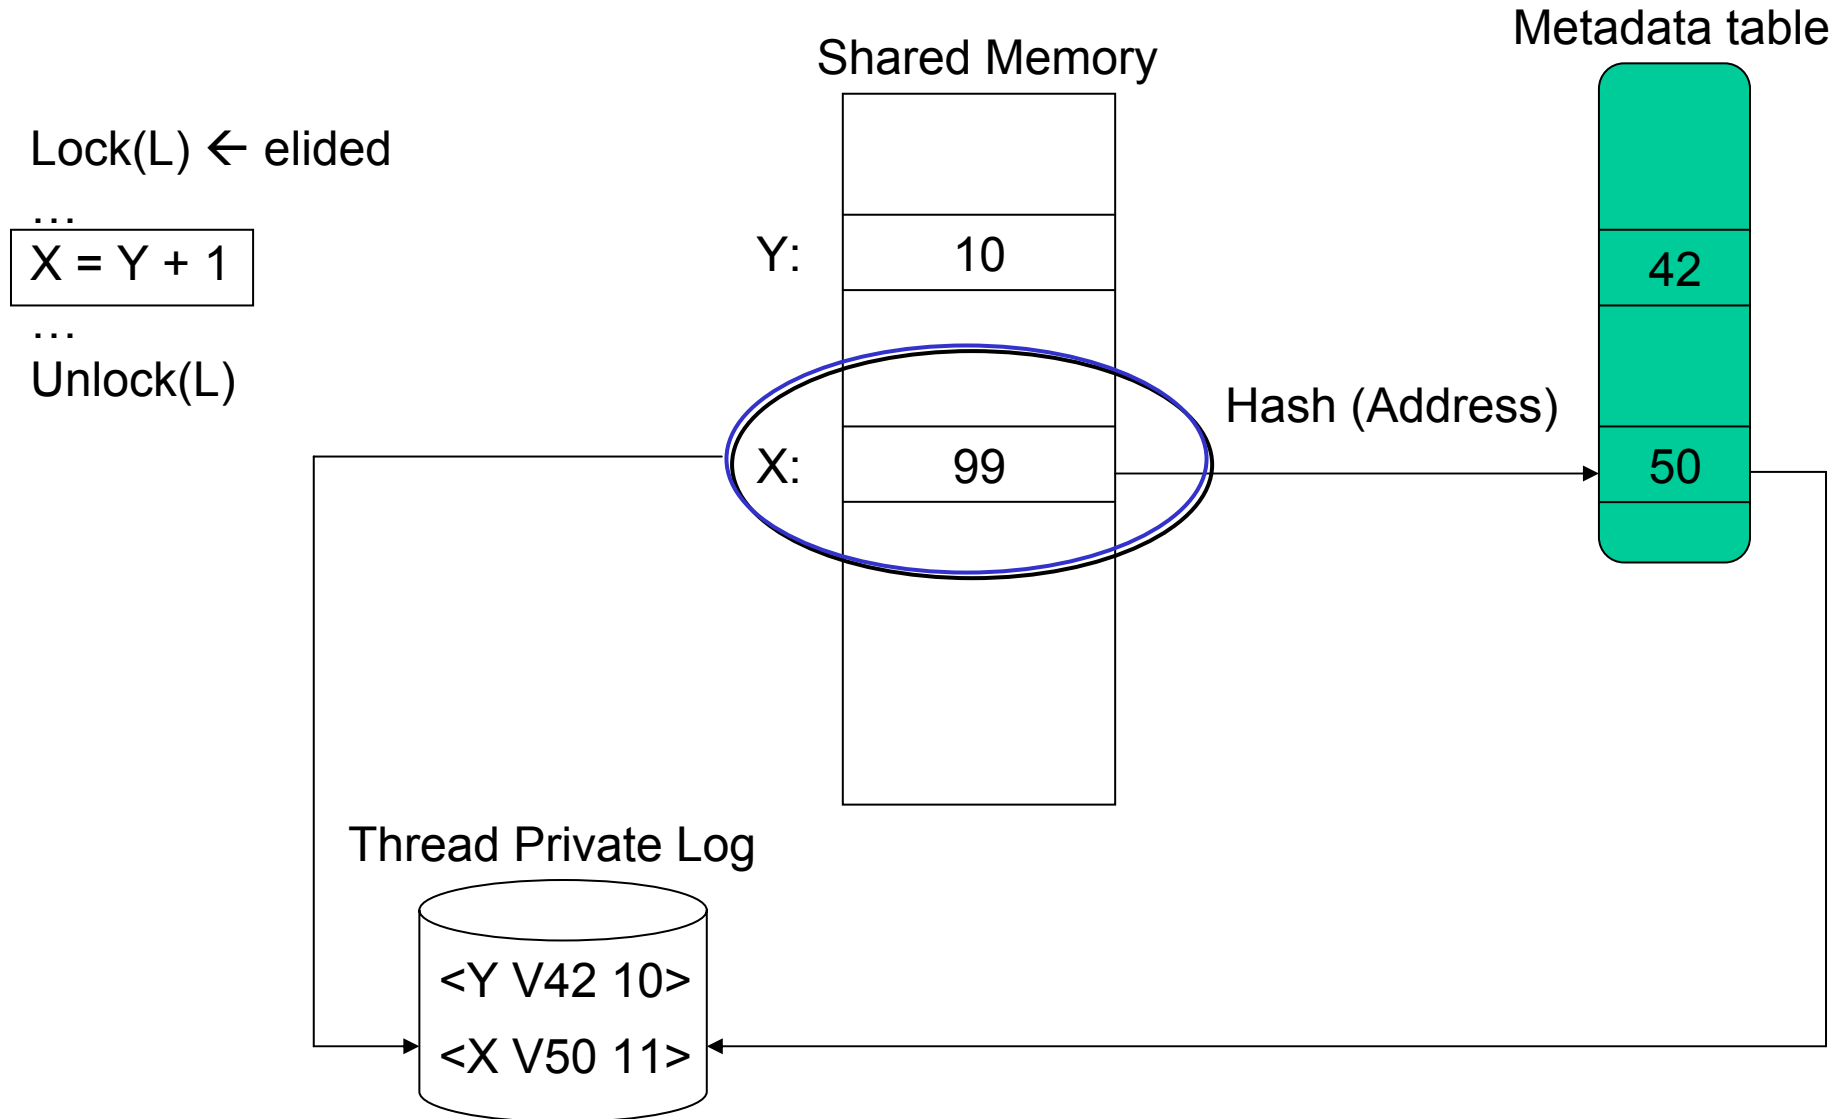 Metadata table
Shared Memory
Lock(L) ← elided
…
X = Y + 1
…
Unlock(L)
Y: 10
42
Hash (Address)
X: 99
50
Thread Private Log
<Y V42 10>
<X V50 11>